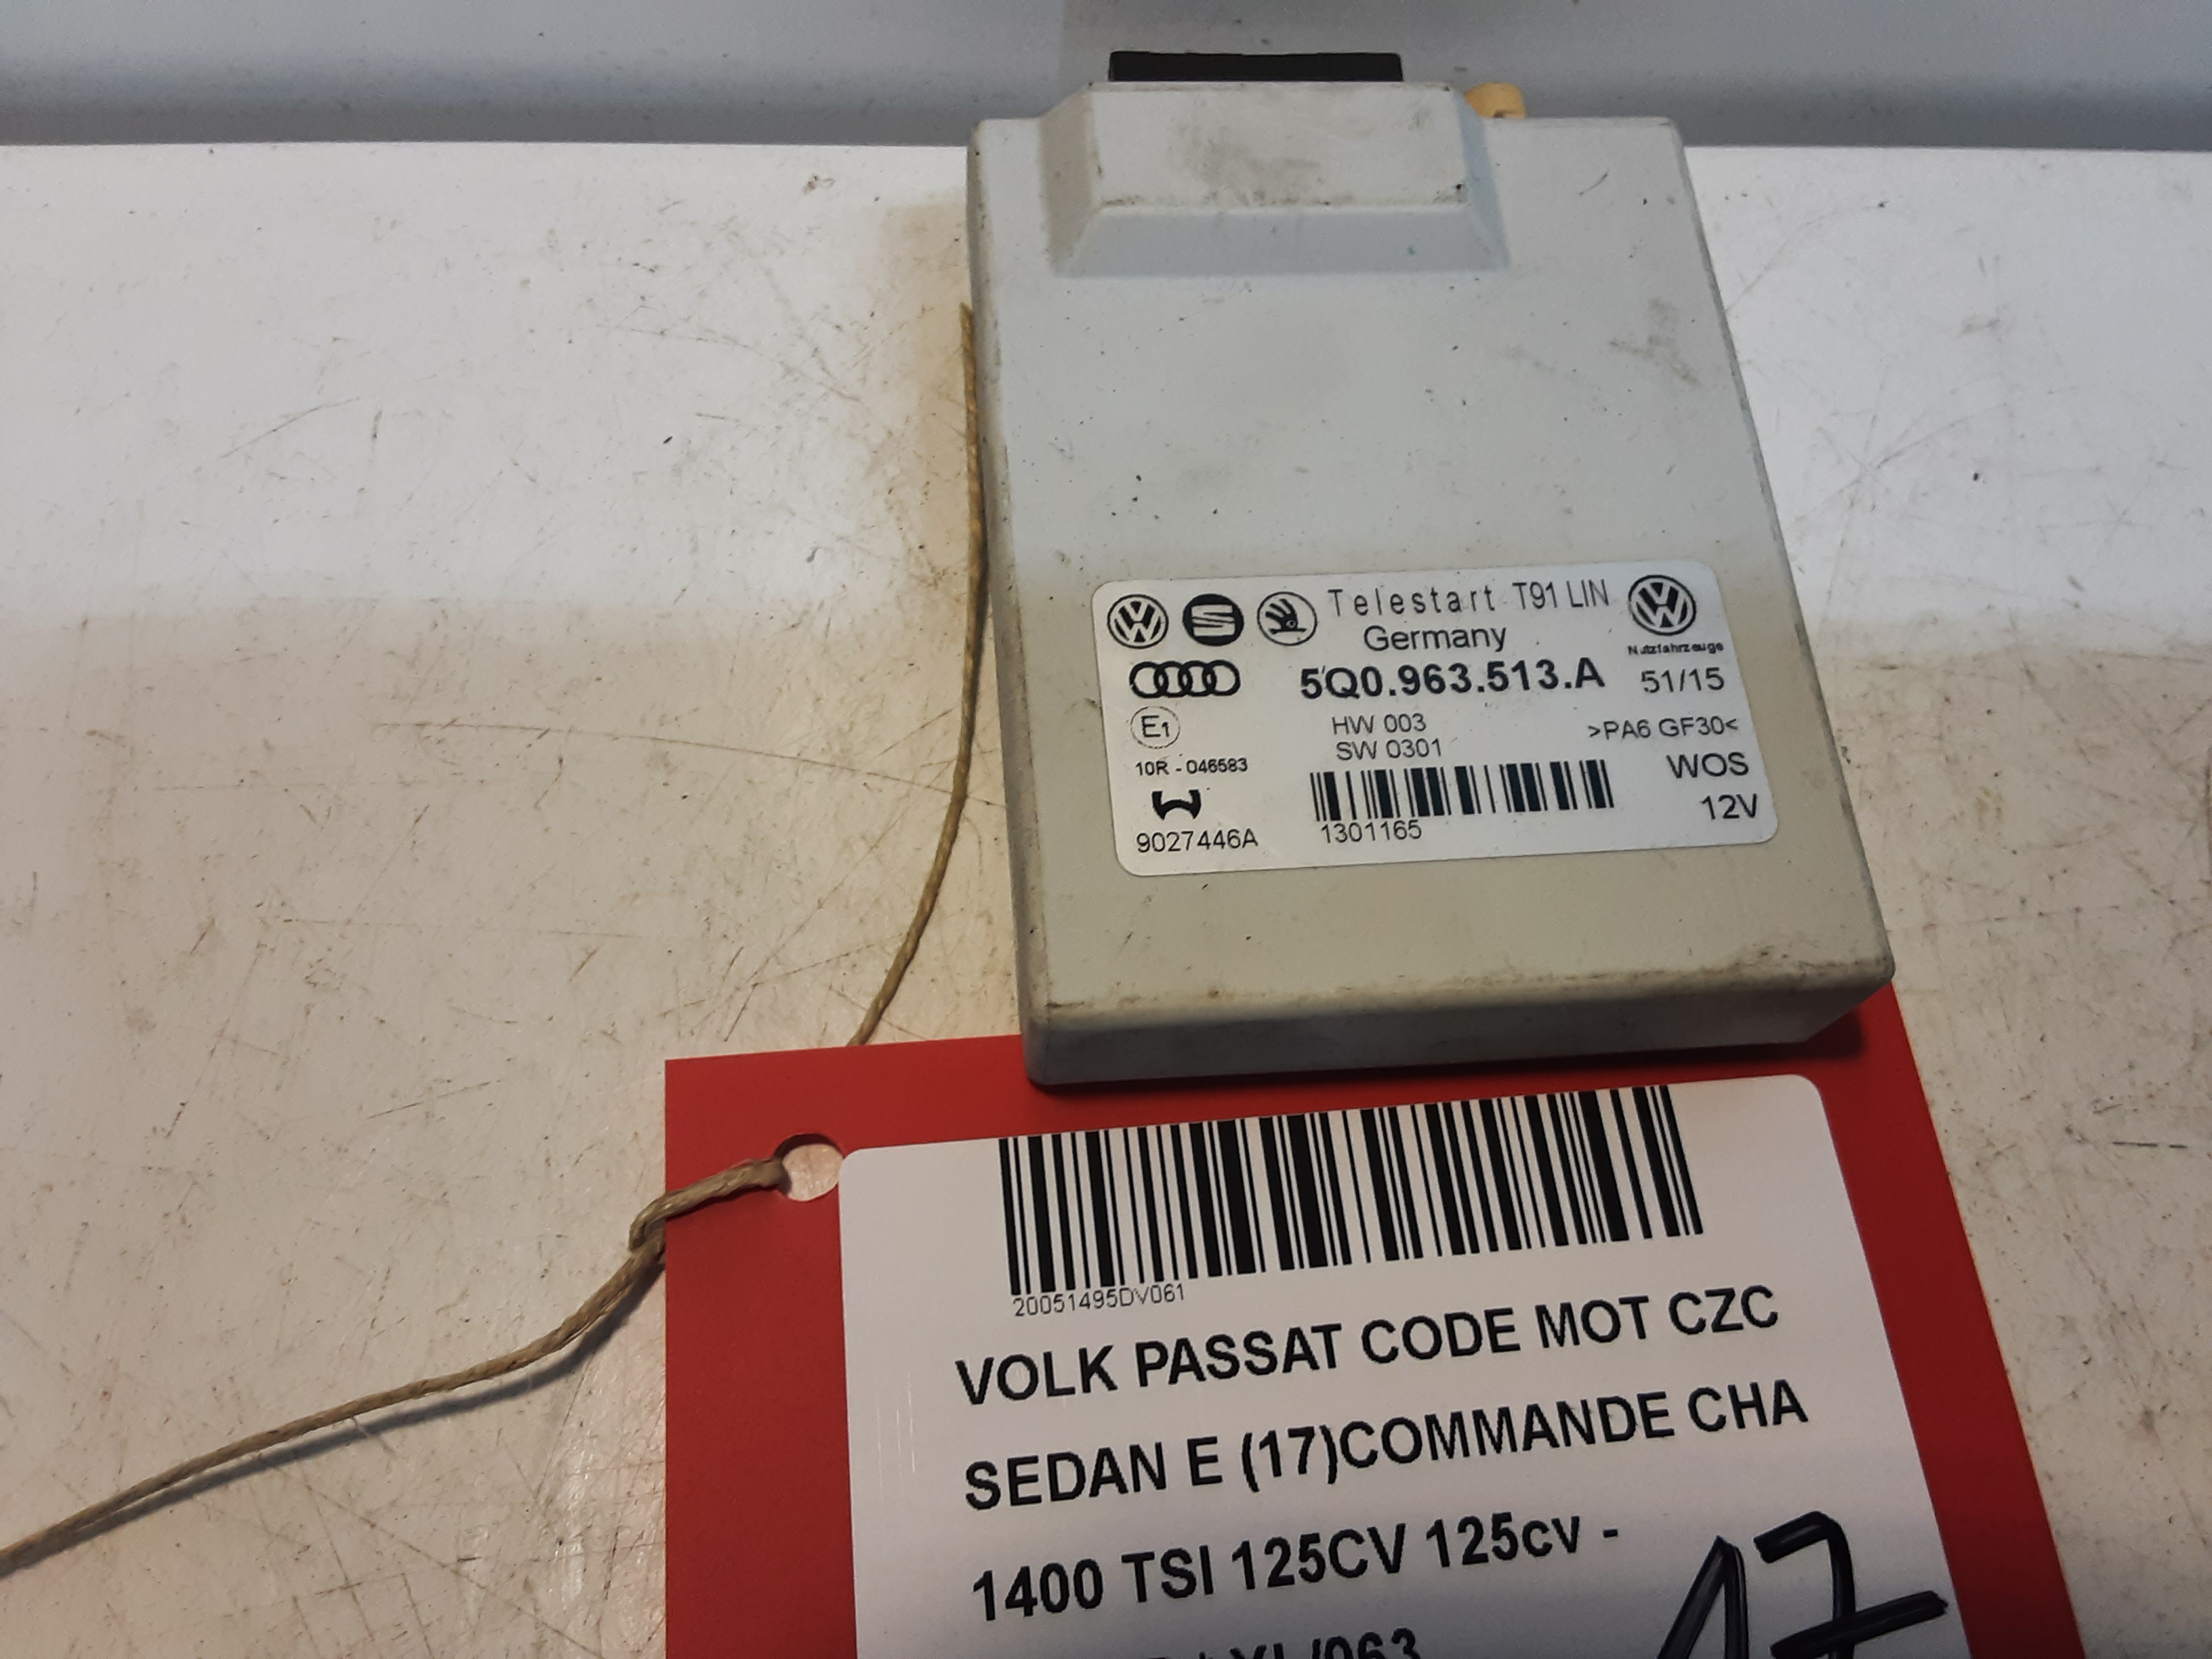 Telestart T91 LIN
Germany
Nutzfahrzeuge
5Q0.963.513.A
51/15
E1
HW 003
>PA6 GF30<
SW 0301
10R - 046583
WOS
12V
9027446A
1301165
20051495DV061
VOLK PASSAT CODE MOT CZC
SEDAN E (17)COMMANDE CHA
1400 TSI 125CV 125cv -
17